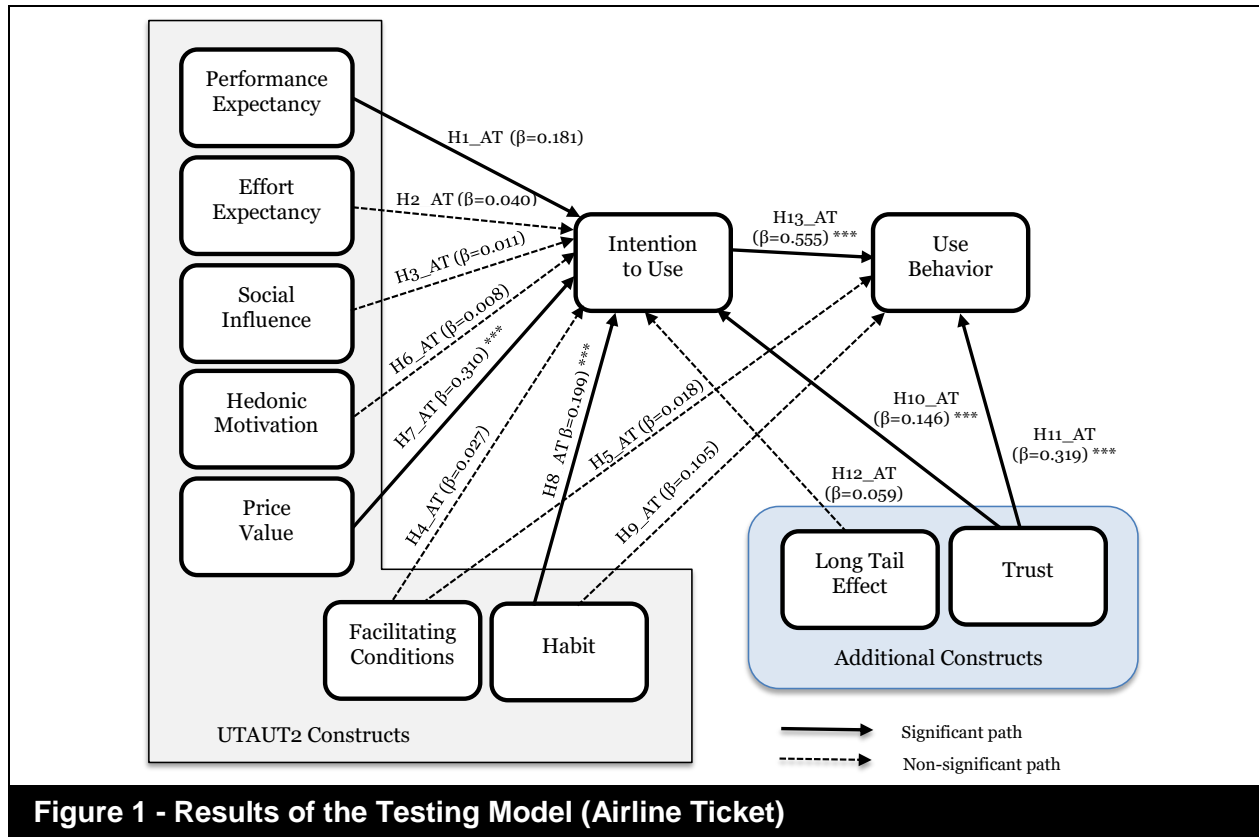 Performance
Expectancy
H1_AT (β=0.181)
Effort
Expectancy
H2_AT (β=0.040)
Social
Influence
H3_AT (β=0.011)
Hedonic
Motivation
H6_AT (β=0.008)
Price
Value
H7_AT β=0.310) ***
Intention
to Use
H13_AT
(β=0.555) ***
Use
Behavior
H4_AT (β=0.027)
H8_AT β=0.199) ***
H5_AT (β=0.018)
H9_AT (β=0.105)
H10_AT
(β=0.146) ***
H11_AT
(β=0.319) ***
H12_AT
(β=0.059)
Long Tail
Effect
Trust
Additional Constructs
Facilitating
Conditions
Habit
UTAUT2 Constructs
Significant path
Non-significant path
Figure 1 - Results of the Testing Model (Airline Ticket)